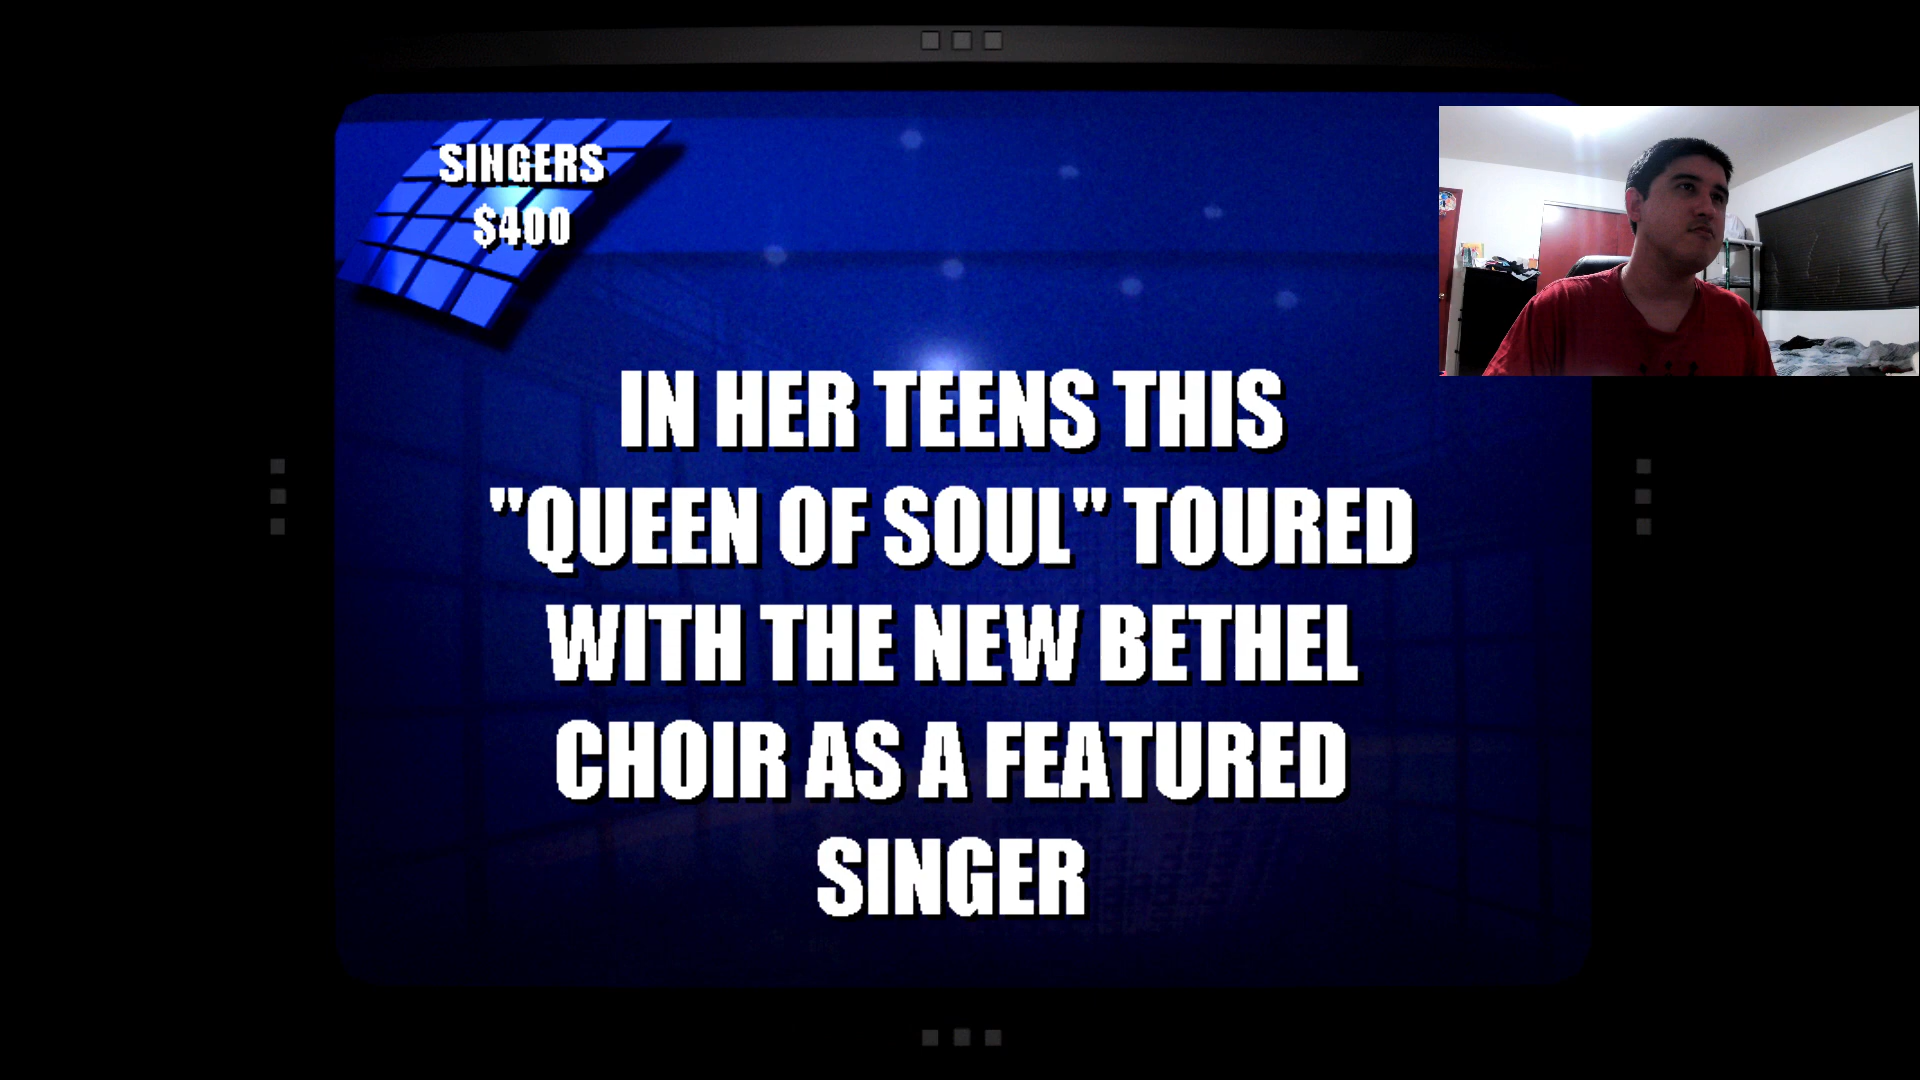 SINGERS
$400
IN HER TEENS THIS
"QUEEN OF SOUL" TOURED
WITH THE NEW BETHEL
CHOIR AS A FEATURED
SINGER